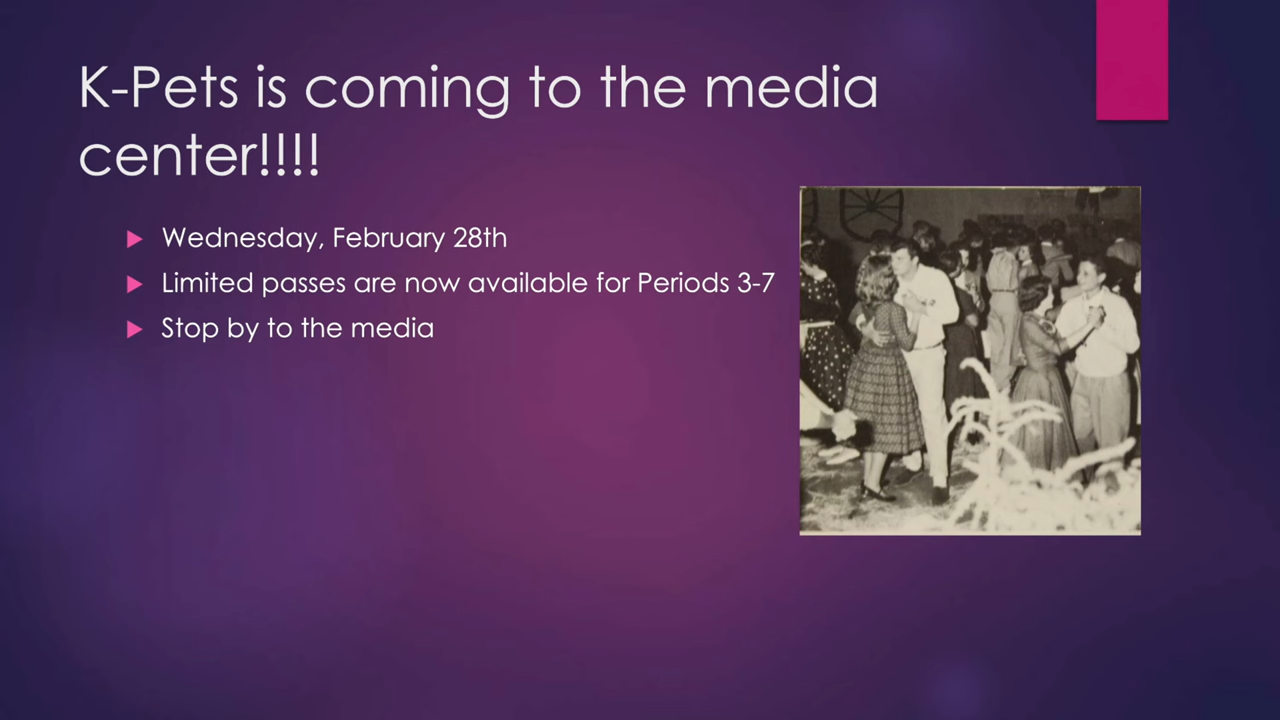 K-Pets is coming to the media
center!!!!
Wednesday, February 28th
Limited passes are now available for Periods 3-7
Stop by to the media